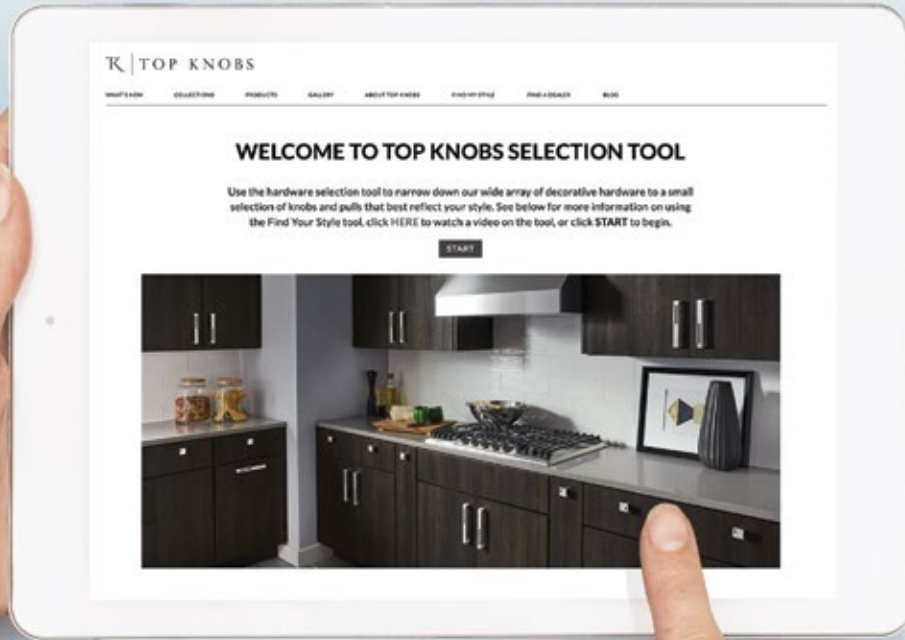 TK TOP KNOBS
WHAT'S NEW COLLECTIONS PRODUCTS GALLERY ABOUT TOP KNOBS FIND MY STYLE FIND A DEALER BLOG
WELCOME TO TOP KNOBS SELECTION TOOL
Use the hardware selection tool to narrow down our wide array of decorative hardware to a small
selection of knobs and pulls that best reflect your style. See below for more information on using
the Find Your Style tool, click HERE to watch a video on the tool, or click START to begin.
START